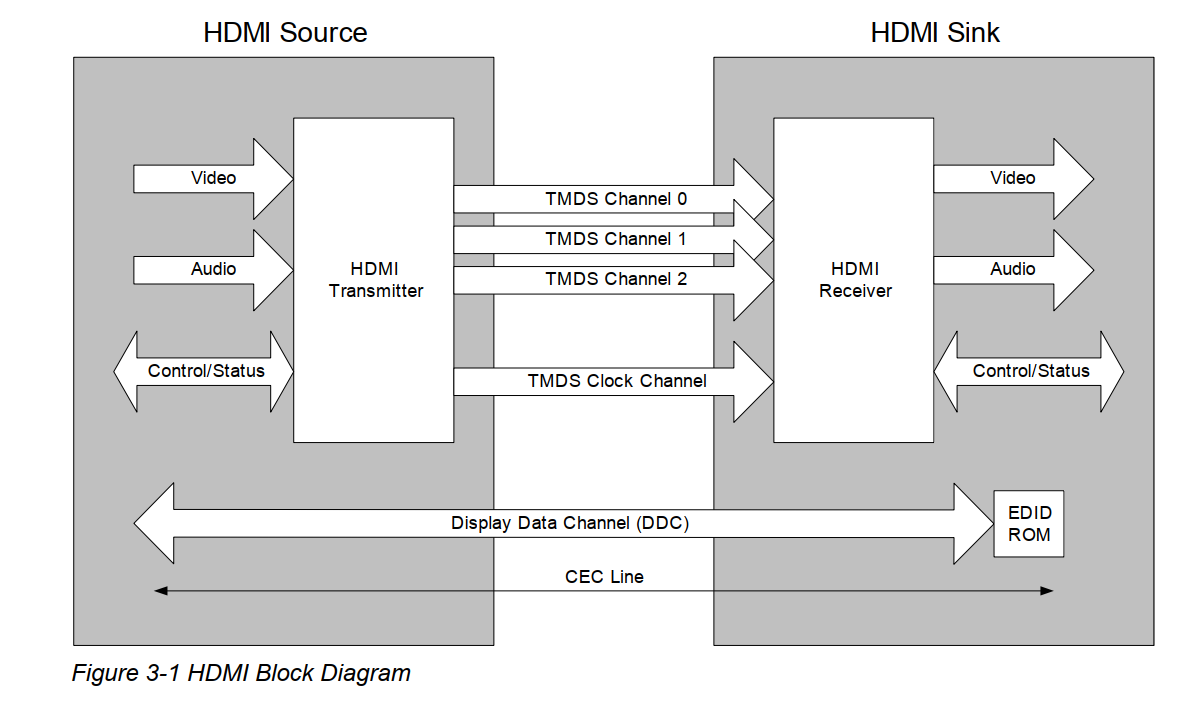 HDMI Source
HDMI Sink
Video
Audio
Control/Status
HDMI
Transmitter
TMDS Channel 0
TMDS Channel 1
TMDS Channel 2
TMDS Clock Channel
HDMI
Receiver
Video
Audio
Control/Status
Display Data Channel (DDC)
EDID
ROM
CEC Line
Figure 3-1 HDMI Block Diagram